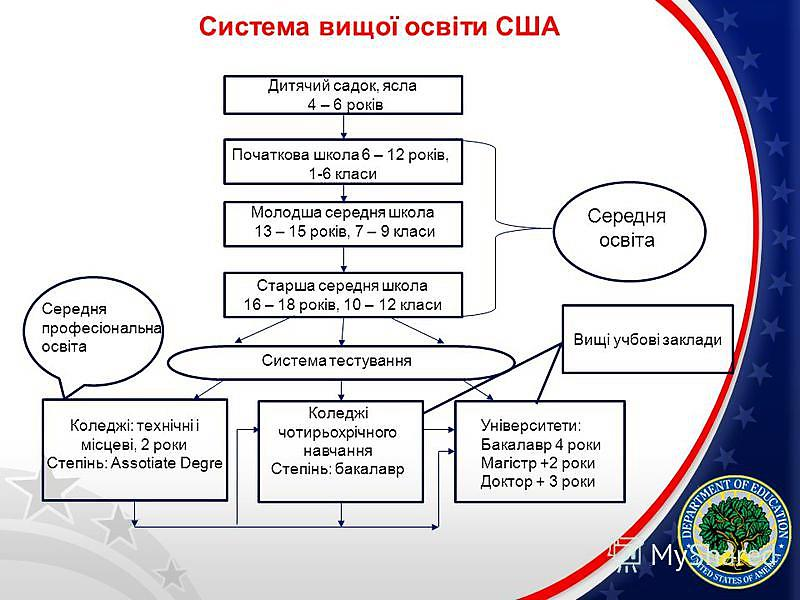 Система вищої освіти США
Дитячий садок, ясла
4 – 6 років
Початкова школа 6 – 12 років,
1-6 класи
Молодша середня школа
13 – 15 років, 7 – 9 класи
Середня
освіта
Старша середня школа
16 – 18 років, 10 – 12 класи
Середня
професіональна
освіта
Вищі учбові заклади
Система тестування
Коледжі: технічні і
місцеві, 2 роки
Степінь: Assotiate Degre
Коледжі
чотирьохрічного
навчання
Степінь: бакалавр
Університети:
Бакалавр 4 роки
Магістр +2 роки
Доктор + 3 роки
DEPARTMENT OF EDUCATION
UNITED STATES OF AMERICA
MyShared